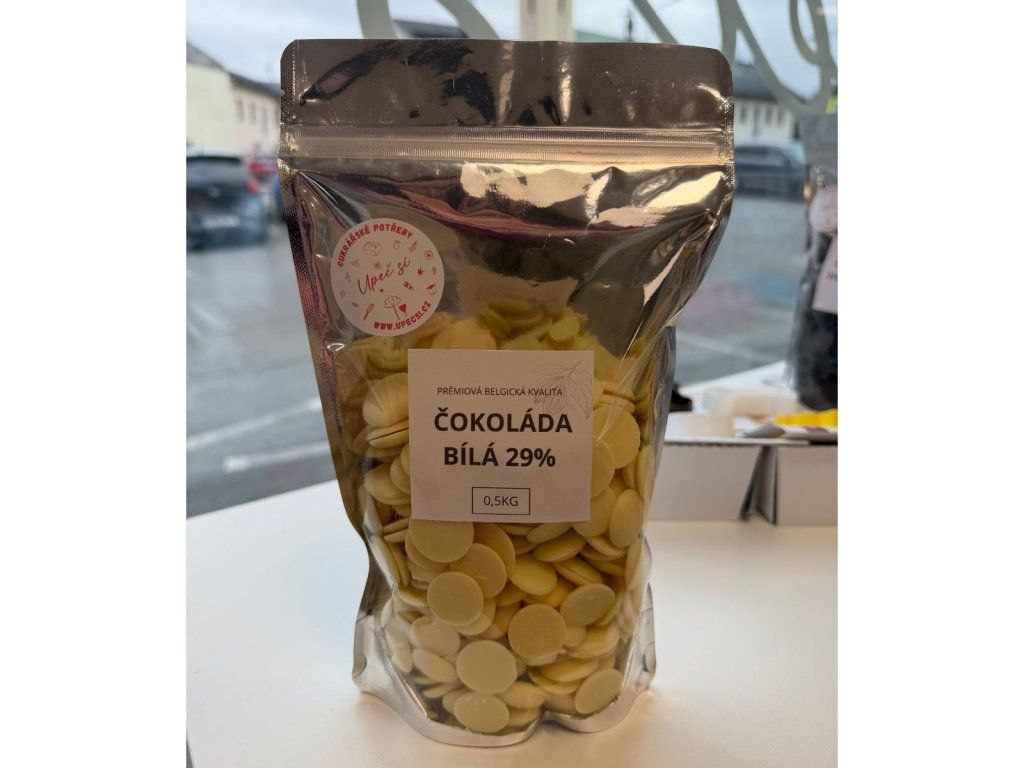 CUKRÁŘSKÉ POTŘEBY
Upeč si
WWW.UPECSI.CZ
PRÉMIOVÁ BELGICKÁ KVALITA
ČOKOLÁDA
BÍLÁ 29%
0,5KG